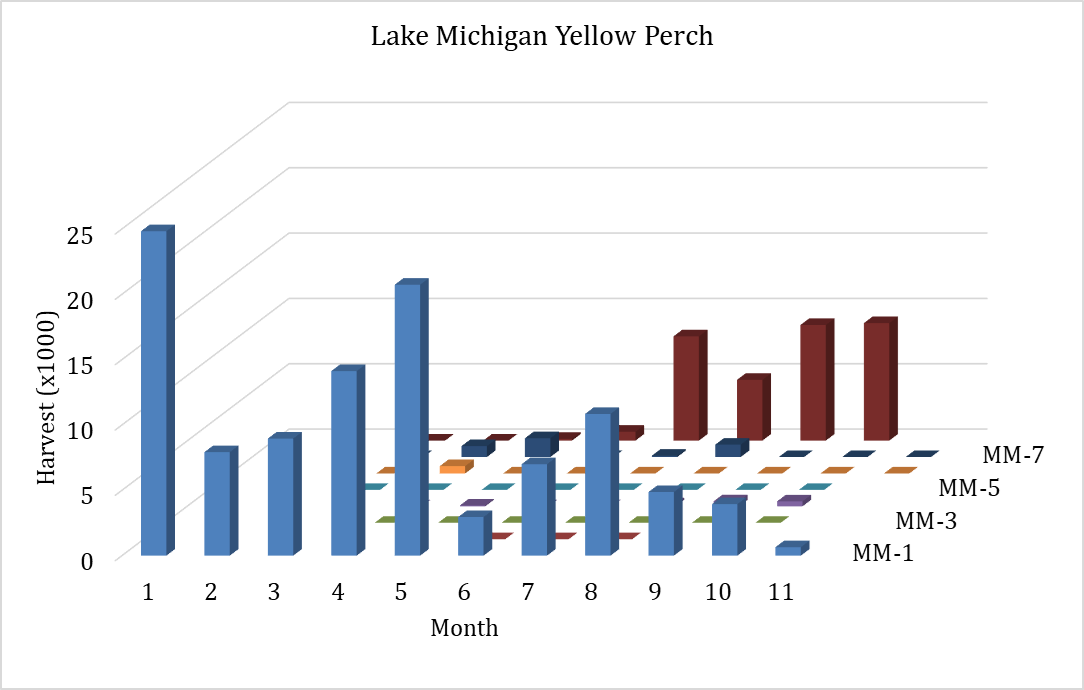 Lake Michigan Yellow Perch
25
20
15
10
5
0
Harvest (x1000)
1 2 3 4 5 6 7 8 9 10 11
Month
MM-7
MM-5
MM-3
MM-1